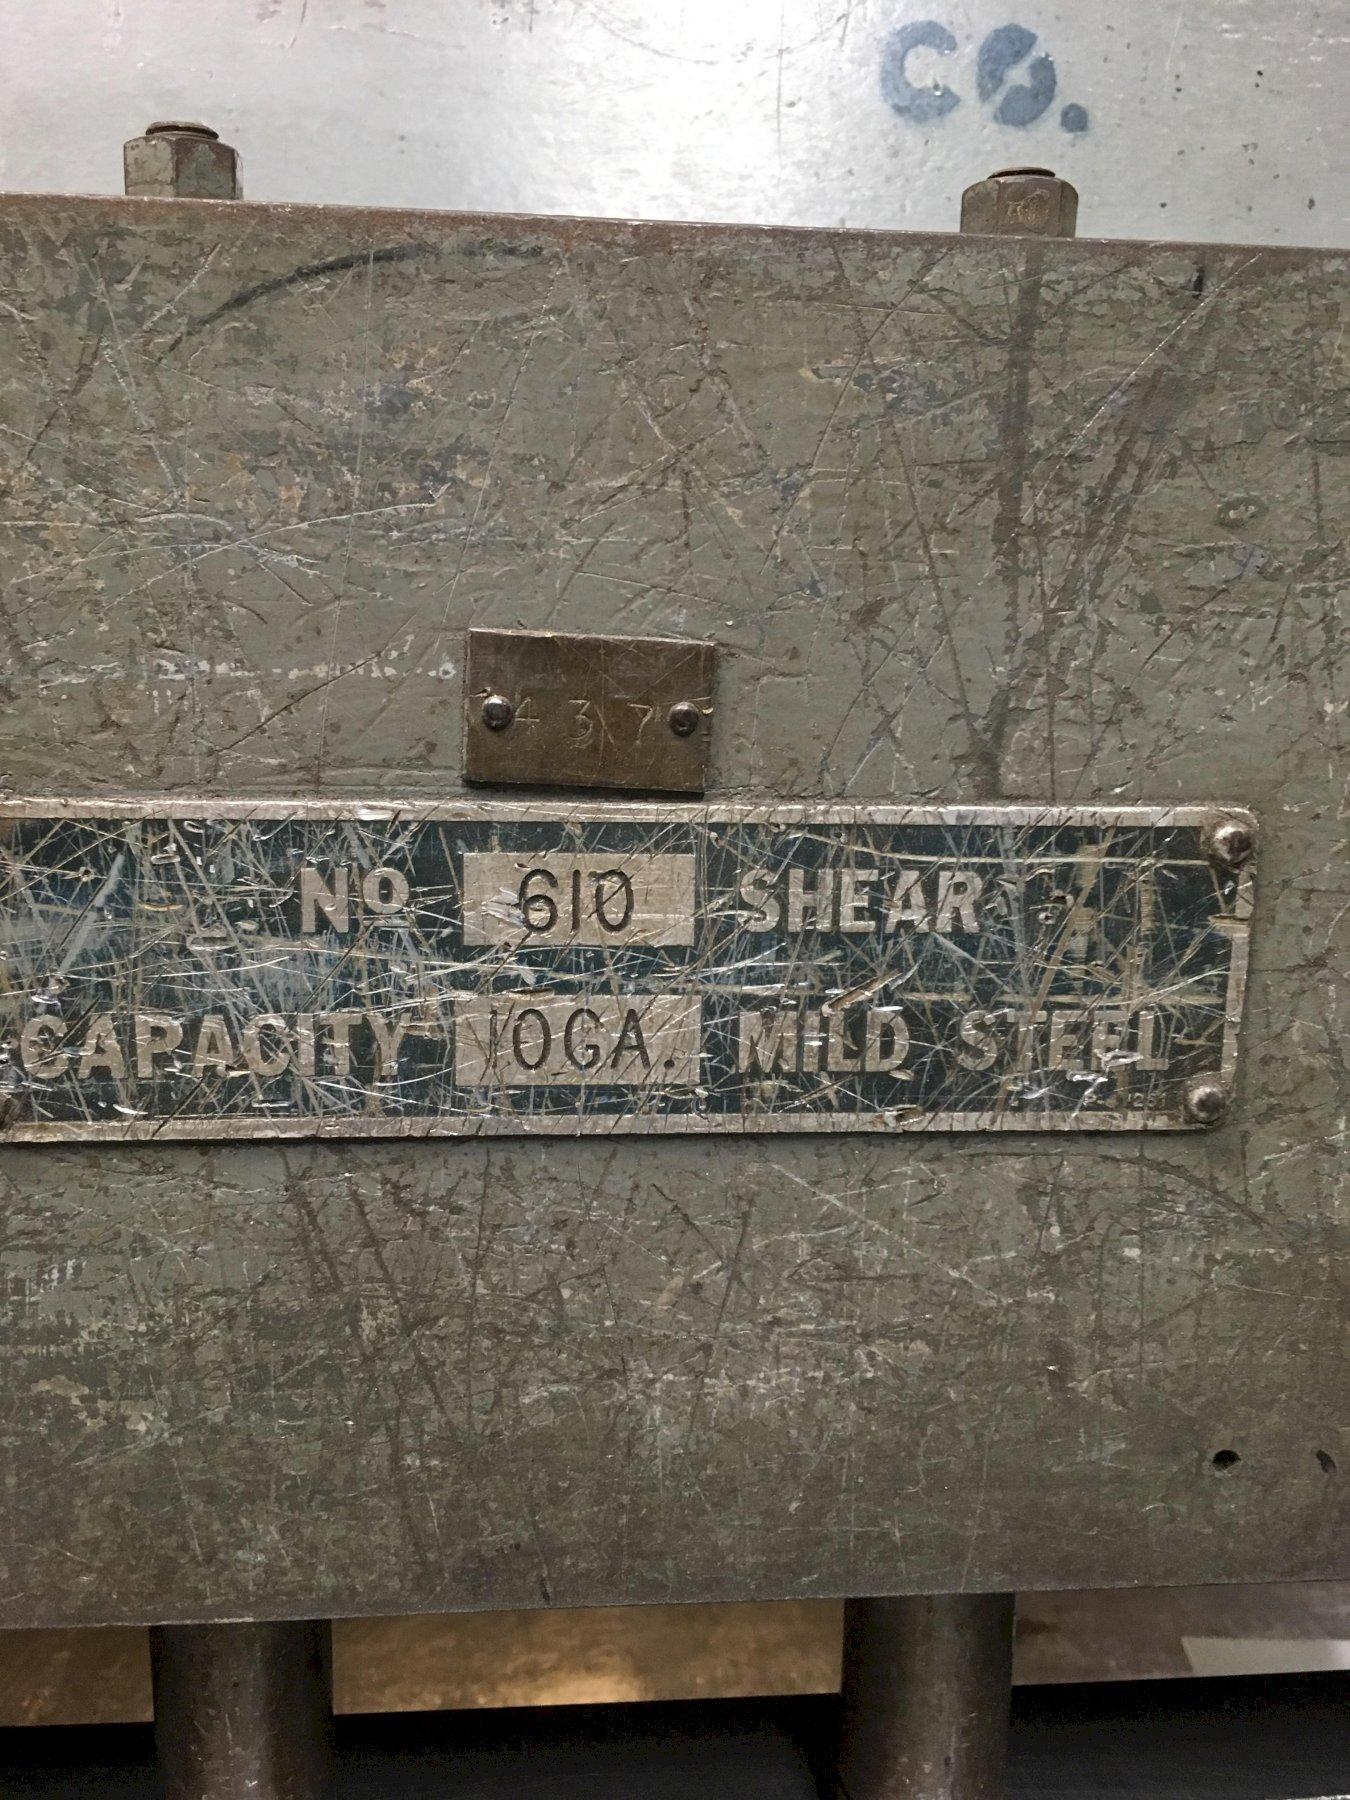 CO.
437
No 610 SHEAR
CAPACITY 10GA. MILD STEEL